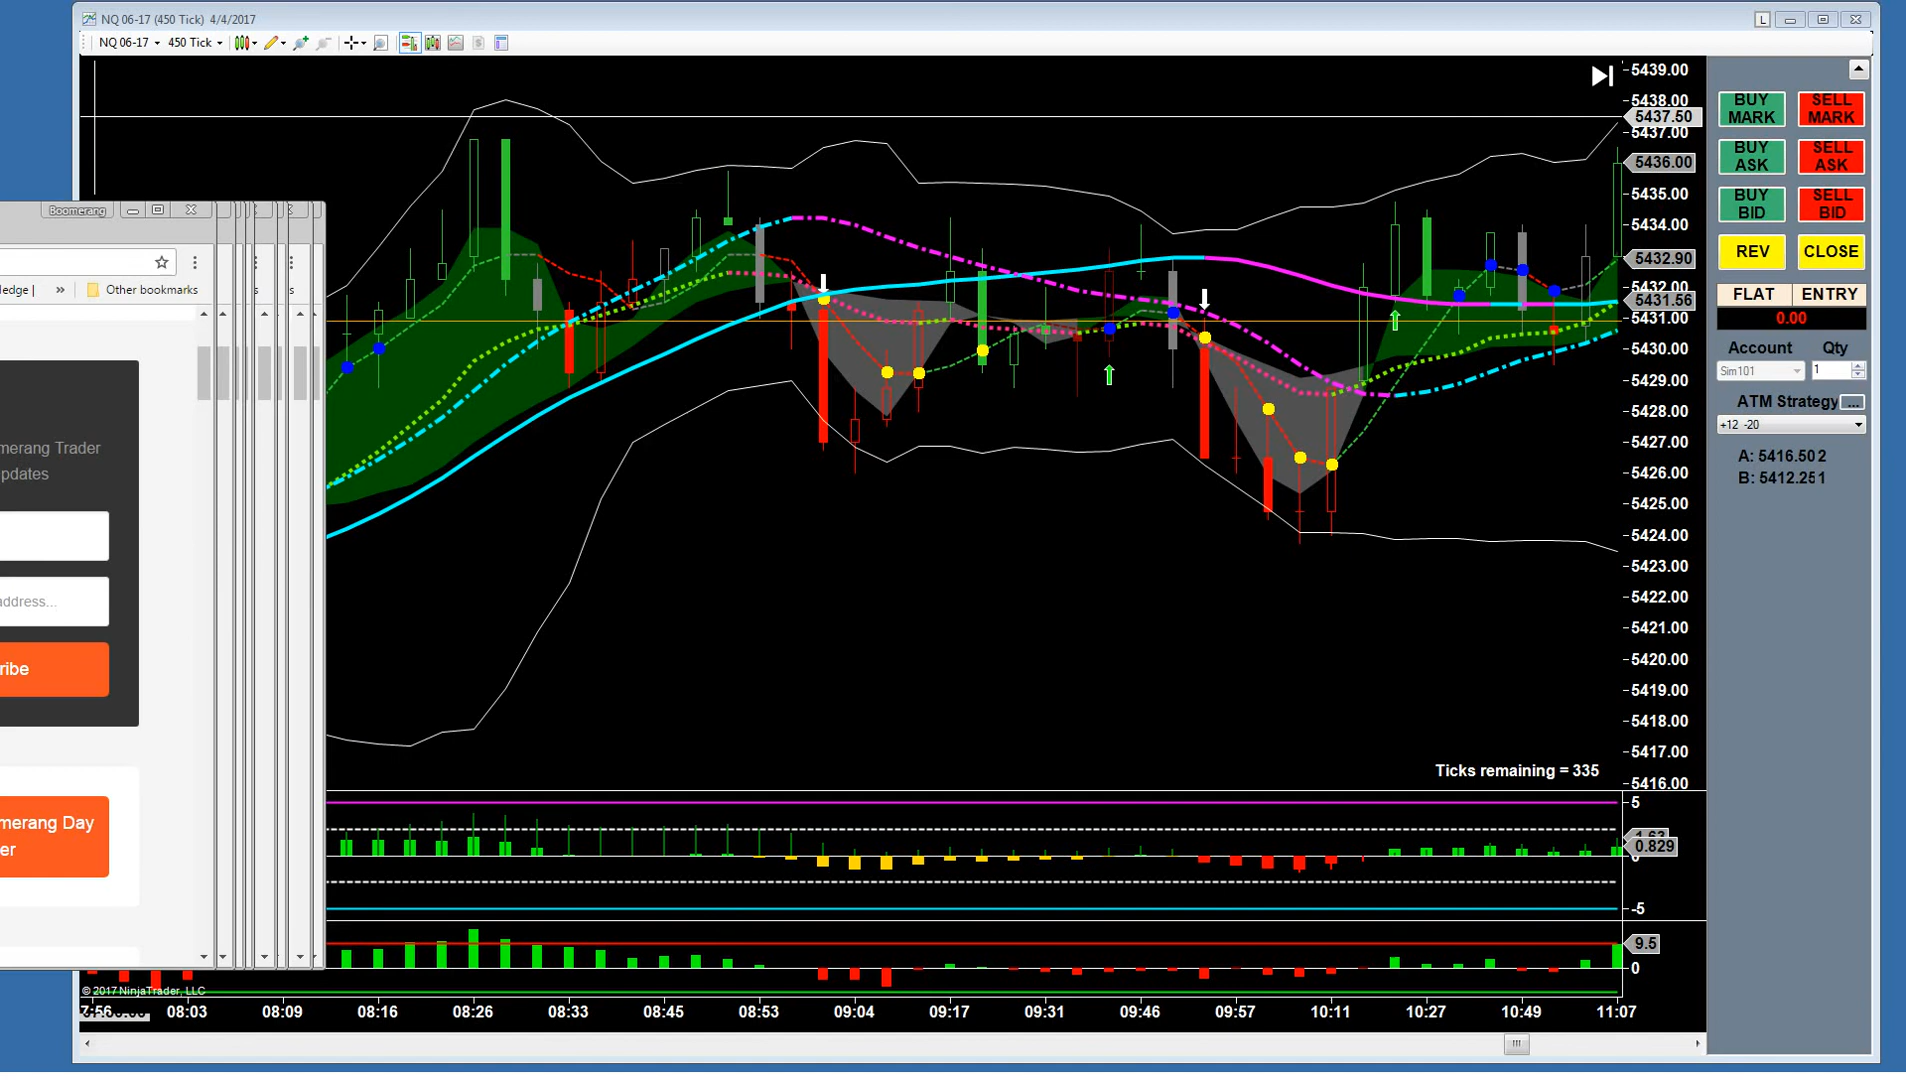 NQ 06-17 (450 Tick) 4/4/2017
L
NQ 06-17 450 Tick
5439.00
5438.00
5437.50
5437.00
5436.00
5435.00
5434.00
5432.90
5432.00
5431.56
5431.00
5430.00
5429.00
5428.00
5427.00
5426.00
5425.00
5424.00
5423.00
5422.00
5421.00
5420.00
5419.00
5418.00
5417.00
5416.00
Ticks remaining = 335
5
0.829
-5
9.5
0
BUY MARK
SELL MARK
BUY ASK
SELL ASK
BUY BID
SELL BID
REV
CLOSE
FLAT
ENTRY
0.00
Account
Qty
Sim101
1
ATM Strategy
...
+12 -20
A: 5416.50 2
B: 5412.25 1
Boomerang
ledge |
»
Other bookmarks
s
s
omerang Trader
pdates
address...
ribe
merang Day
er
© 2017 NinjaTrader, LLC
08:03
08:09
08:16
08:26
08:33
08:45
08:53
09:04
09:17
09:31
09:46
09:57
10:11
10:27
10:49
11:07